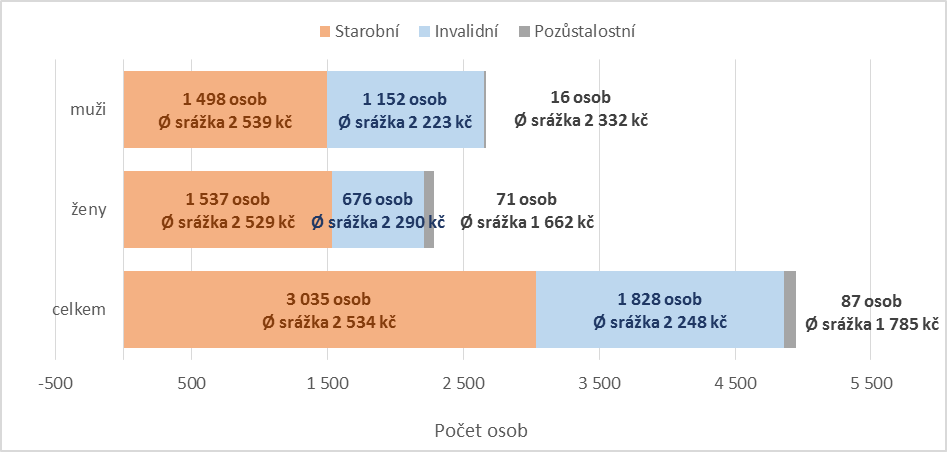 Starobní Invalidní Pozůstalostní
muži
1 498 osob
Ø srážka 2 539 kč
1 152 osob
Ø srážka 2 223 kč
16 osob
Ø srážka 2 332 kč
ženy
1 537 osob
Ø srážka 2 529 kč
676 osob
Ø srážka 2 290 kč
71 osob
Ø srážka 1 662 kč
celkem
3 035 osob
Ø srážka 2 534 kč
1 828 osob
Ø srážka 2 248 kč
87 osob
Ø srážka 1 785 kč
-500 500 1 500 2 500 3 500 4 500 5 500
Počet osob